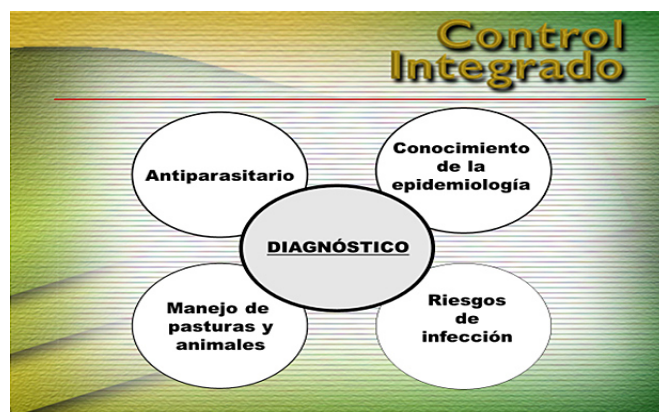 Control
Integrado
Antiparasitario
Conocimiento
de la
epidemiología
DIAGNÓSTICO
Manejo de
pasturas y
animales
Riesgos
de
infección